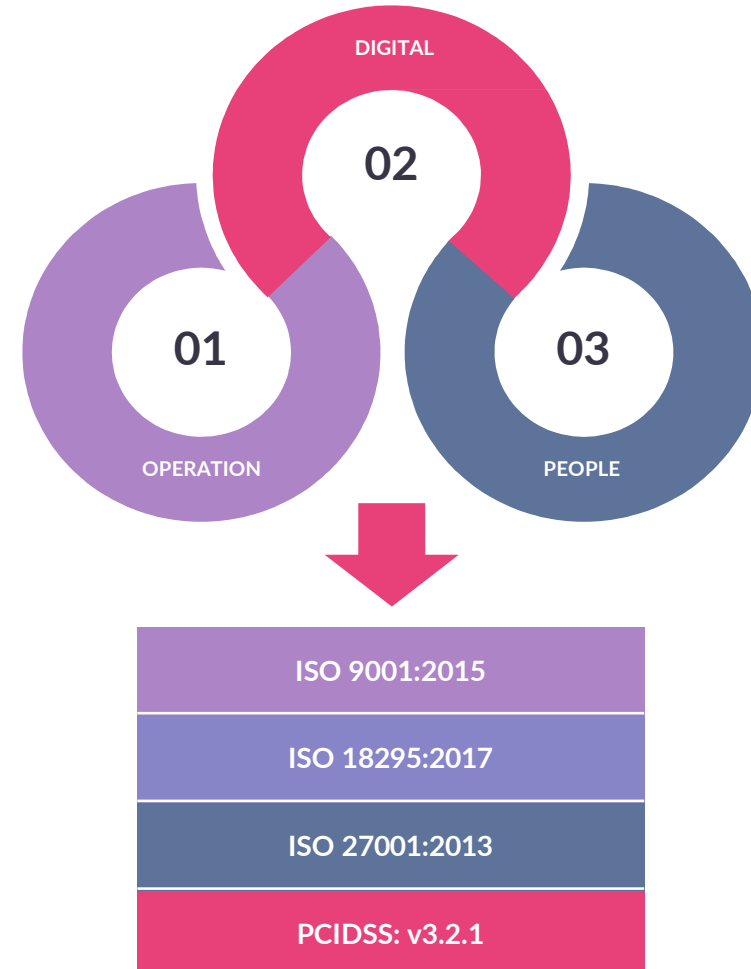 DIGITAL
02
01
03
OPERATION
PEOPLE
ISO 9001:2015
ISO 18295:2017
ISO 27001:2013
PCIDSS: v3.2.1